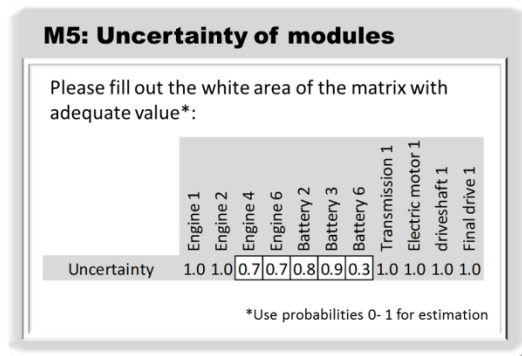 M5: Uncertainty of modules
Please fill out the white area of the matrix with
adequate value*:
Engine 1
Engine 2
Engine 4
Engine 6
Battery 2
Battery 3
Battery 6
Transmission 1
Electric motor 1
driveshaft 1
Final drive 1
Uncertainty 1.0 1.0 0.7 0.7 0.8 0.9 0.3 1.0 1.0 1.0 1.0
*Use probabilities 0- 1 for estimation